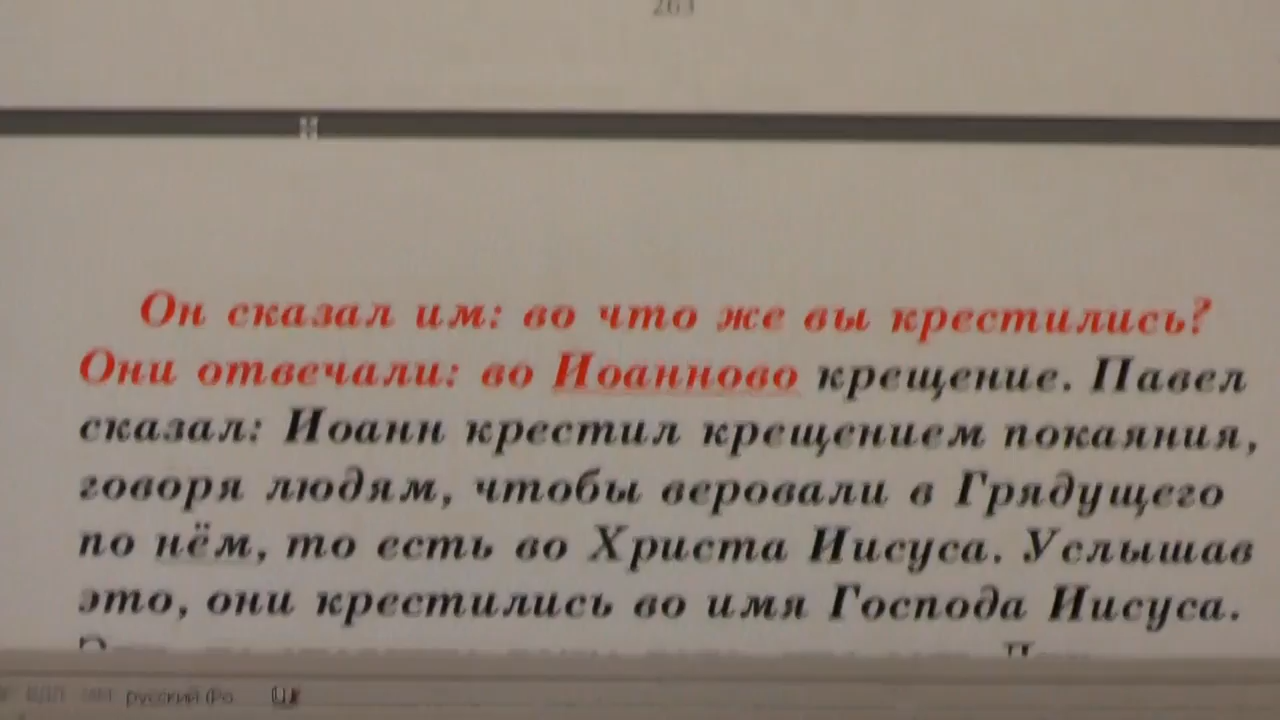 263
Он сказал им: во что же вы крестились?
Они отвечали: во Иоанново крещение. Павел
сказал: Иоанн крестил крещением покаяния,
говоря людям, чтобы веровали в Грядущего
по нём, то есть во Христа Иисуса. Услышав
это, они крестились во имя Господа Иисуса.
русский (Ро